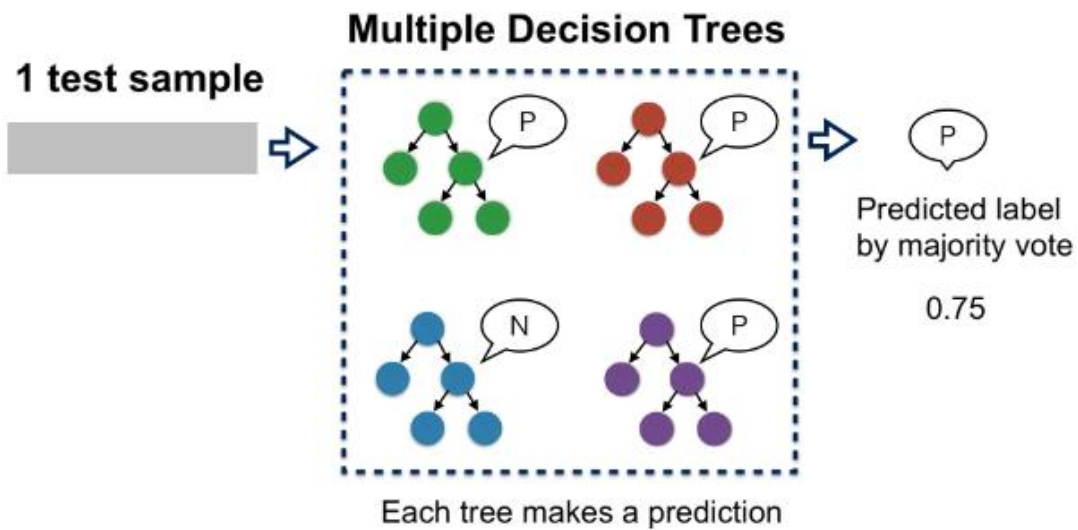 Multiple Decision Trees
1 test sample
P
P
P
Predicted label
by majority vote
0.75
N
P
Each tree makes a prediction